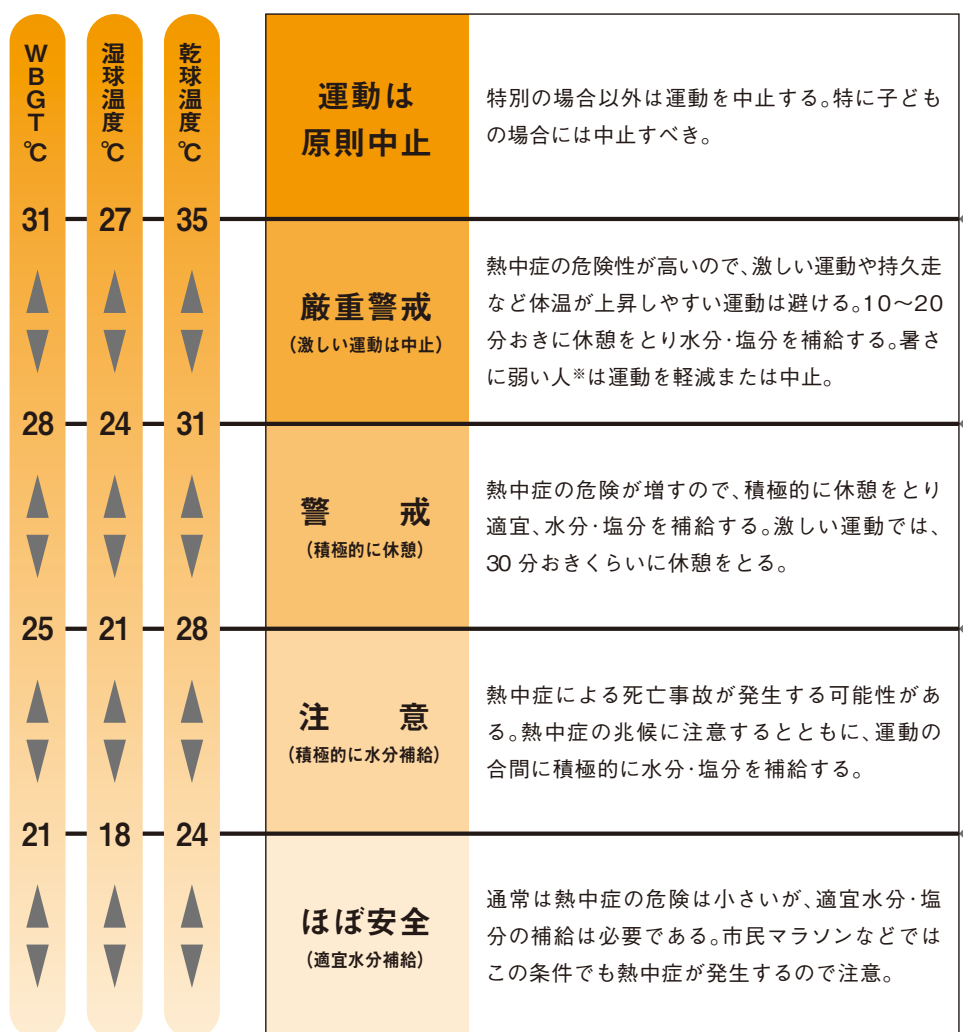 WBGT℃
湿球温度℃
乾球温度℃
運動は
原則中止
特別の場合以外は運動を中止する。特に子ども
の場合には中止すべき。
31 27 35
厳重警戒
(激しい運動は中止)
熱中症の危険性が高いので、激しい運動や持久走
など体温が上昇しやすい運動は避ける。10～20
分おきに休憩をとり水分・塩分を補給する。暑さ
に弱い人※は運動を軽減または中止。
28 24 31
警 戒
(積極的に休憩)
熱中症の危険が増すので、積極的に休憩をとり
適宜、水分・塩分を補給する。激しい運動では、
30 分おきくらいに休憩をとる。
25 21 28
注 意
(積極的に水分補給)
熱中症による死亡事故が発生する可能性があ
る。熱中症の兆候に注意するとともに、運動の
合間に積極的に水分・塩分を補給する。
21 18 24
ほぼ安全
(適宜水分補給)
通常は熱中症の危険は小さいが、適宜水分・塩
分の補給は必要である。市民マラソンなどでは
この条件でも熱中症が発生するので注意。